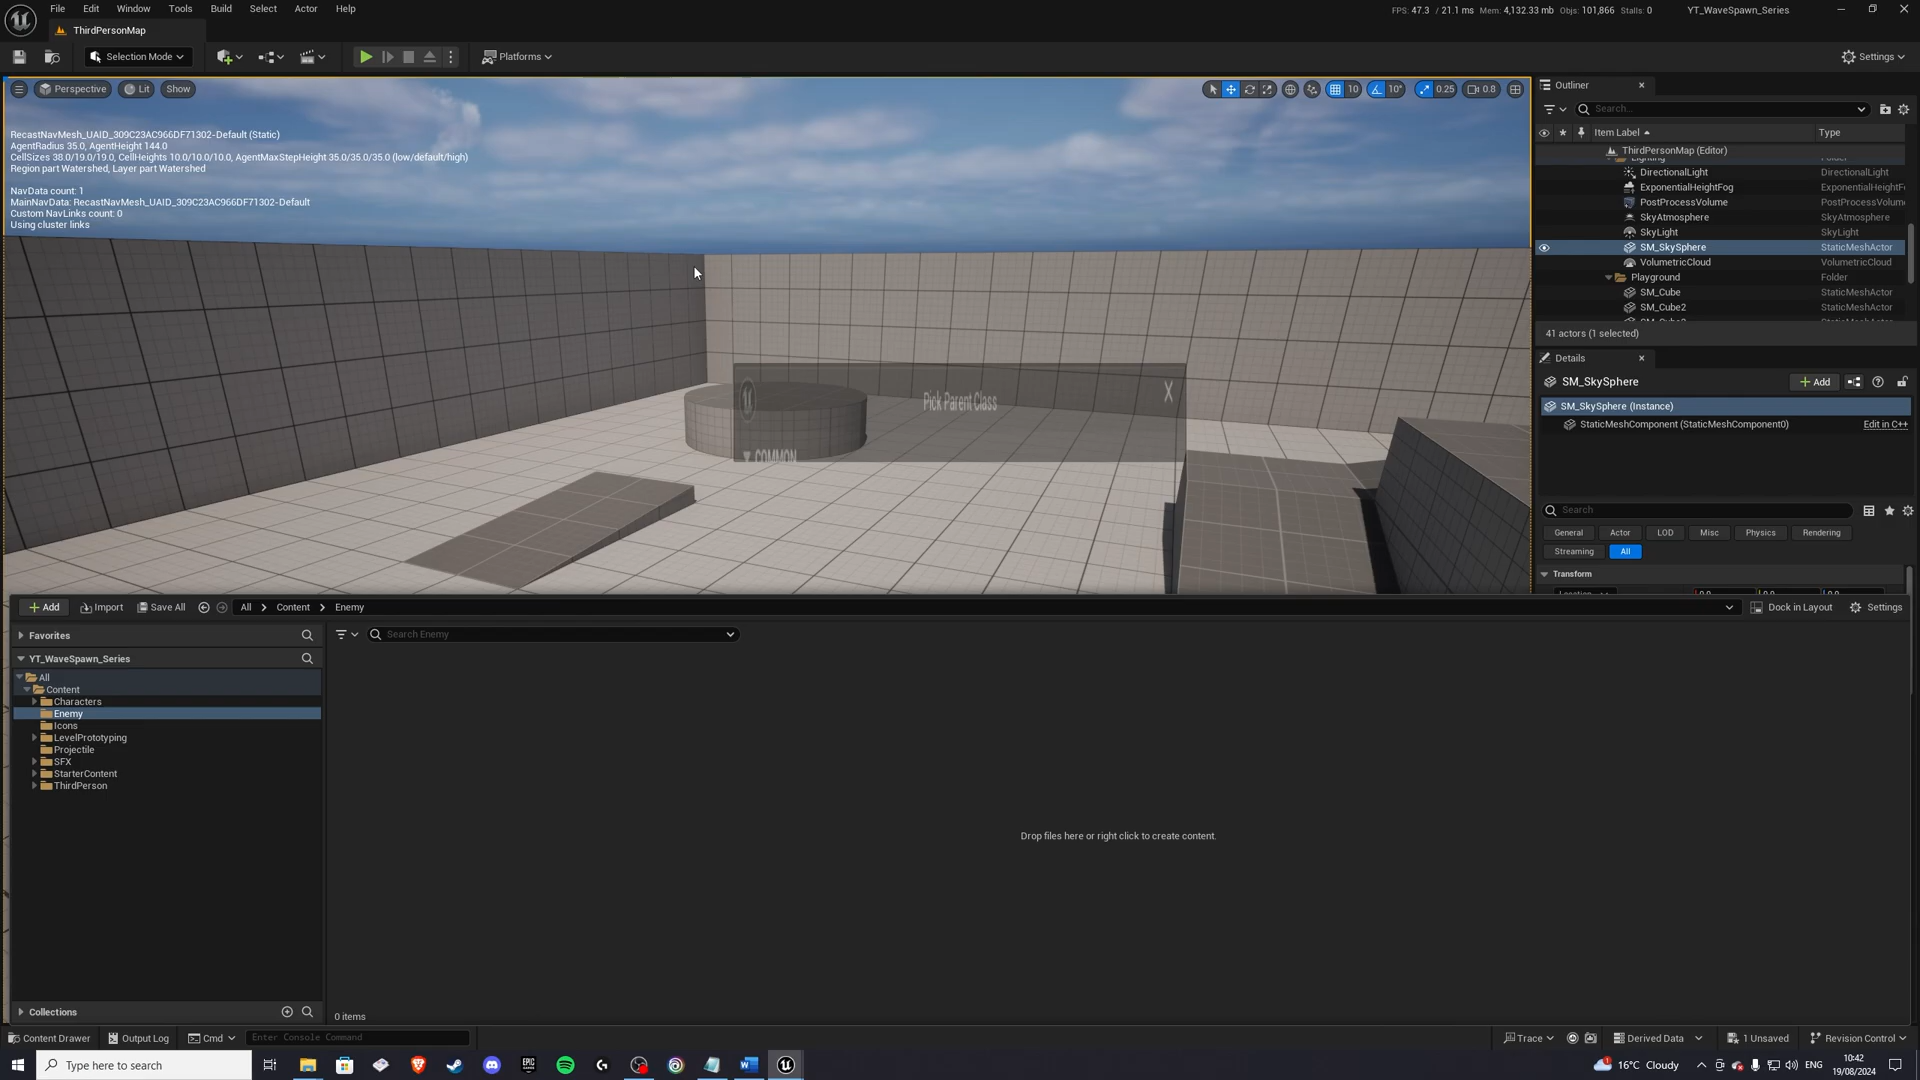 File Edit Window Tools Build Select Actor Help
FPS: 47.3 / 21.1 ms Mem: 4,132.33 mb Objs: 101,866 Stalls: 0
YT_WaveSpawn_Series
ThirdPersonMap
Selection Mode
Platforms
Settings
Perspective Lit Show
10 10° 0.25 0.8
RecastNavMesh_UAID_309C23AC966DF71302-Default (Static)
AgentRadius 35.0, AgentHeight 144.0
CellSizes 38.0/19.0/19.0, CellHeights 10.0/10.0/10.0, AgentMaxStepHeight 35.0/35.0/35.0 (low/default/high)
Region part Watershed, Layer part Watershed
NavData count: 1
MainNavData: RecastNavMesh_UAID_309C23AC966DF71302-Default
Custom NavLinks count: 0
Using cluster links
Pick Parent Class X
COMMON
Outliner
Search...
Item Label Type
ThirdPersonMap (Editor)
Lighting Folder
DirectionalLight DirectionalLight
ExponentialHeightFog ExponentialHeightF
PostProcessVolume PostProcessVolum
SkyAtmosphere SkyAtmosphere
SkyLight SkyLight
SM_SkySphere StaticMeshActor
VolumetricCloud VolumetricCloud
Playground Folder
SM_Cube StaticMeshActor
SM_Cube2 StaticMeshActor
41 actors (1 selected)
Details
SM_SkySphere
Add
SM_SkySphere (Instance)
StaticMeshComponent (StaticMeshComponent0) Edit in C++
Search
General Actor LOD Misc Physics Rendering
Streaming All
Transform
Add Import Save All All Content Enemy
Dock in Layout Settings
Favorites
YT_WaveSpawn_Series
All
Content
Characters
Enemy
Icons
LevelPrototyping
Projectile
SFX
StarterContent
ThirdPerson
Collections
Search Enemy
Drop files here or right click to create content.
0 items
Content Drawer Output Log Cmd Enter Console Command
Trace Derived Data 1 Unsaved Revision Control
Type here to search
16°C Cloudy
ENG
10:42
19/08/2024